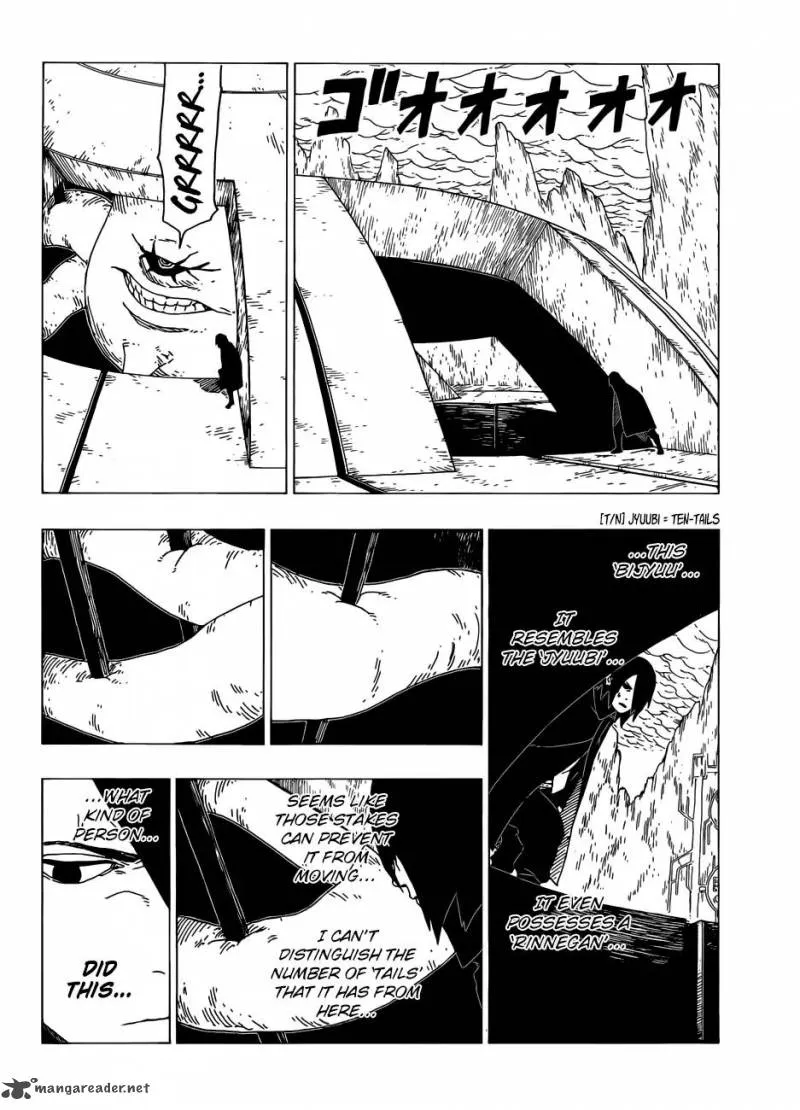 ゴオオオオオ
GRRRRR...
[T/N] JYUUBI = TEN-TAILS
...THIS
'BIJYUU'...
IT
RESEMBLES
THE 'JYUUBI'...
IT EVEN
POSSESSES A
'RINNEGAN'...
SEEMS LIKE
THOSE STAKES
CAN PREVENT
IT FROM
MOVING...
I CAN'T
DISTINGUISH THE
NUMBER OF 'TAILS'
THAT IT HAS FROM
HERE...
...WHAT
KIND OF
PERSON...
DID
THIS...
mangareader.net